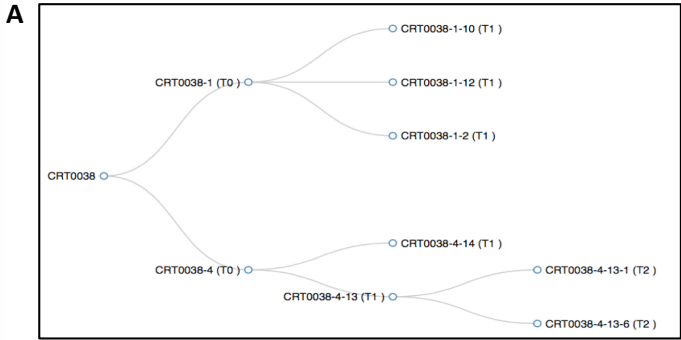 A
CRT0038-1-10 (T1 )
CRT0038-1 (T0 )
CRT0038-1-12 (T1 )
CRT0038-1-2 (T1 )
CRT0038
CRT0038-4-14 (T1 )
CRT0038-4 (T0 )
CRT0038-4-13-1 (T2 )
CRT0038-4-13 (T1 )
CRT0038-4-13-6 (T2 )